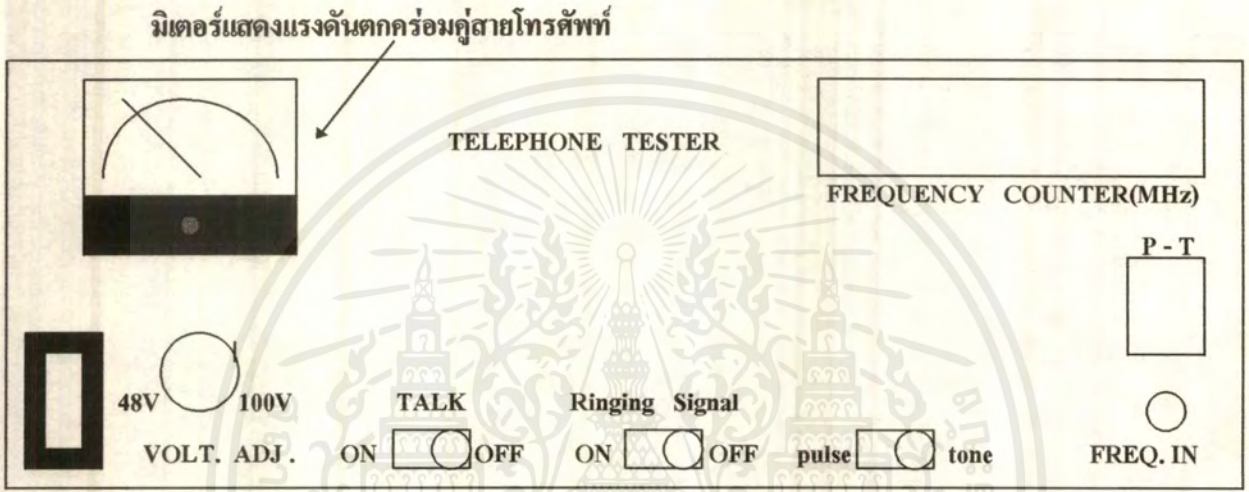 มิเตอร์แสดงแรงดันตกคร่อมคู่สายโทรศัพท์
TELEPHONE TESTER
FREQUENCY COUNTER(MHz)
P - T
48V 100V
TALK
Ringing Signal
VOLT. ADJ.
ON OFF
ON OFF
pulse tone
FREQ. IN